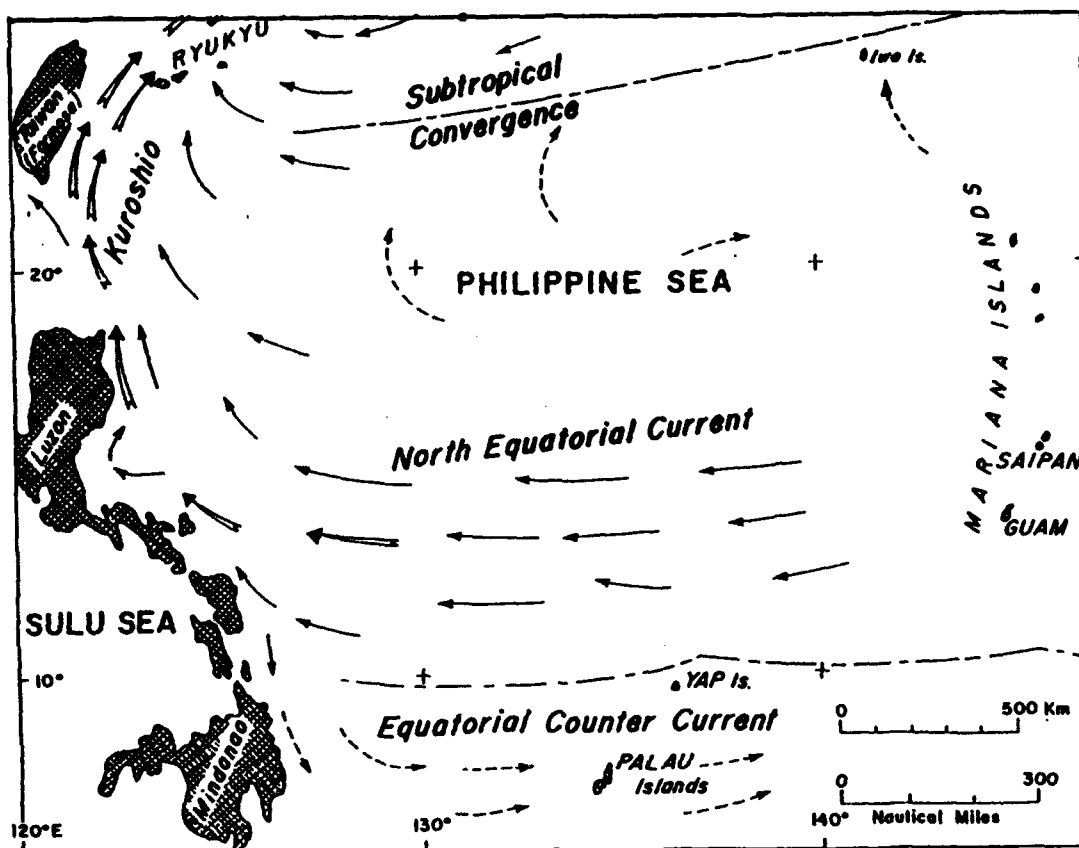 RYUKYU
Iwo Is.
Subtropical
Convergence
Taiwan
(Formosa)
Kuroshio
20°
PHILIPPINE SEA
MARIANA ISLANDS
Luzon
North Equatorial Current
SAIPAN
GUAM
SULU SEA
10°
YAP Is.
Equatorial Counter Current
0 500 Km
PALAU
Islands
Mindanao
0 300
Nautical Miles
120°E
130°
140°